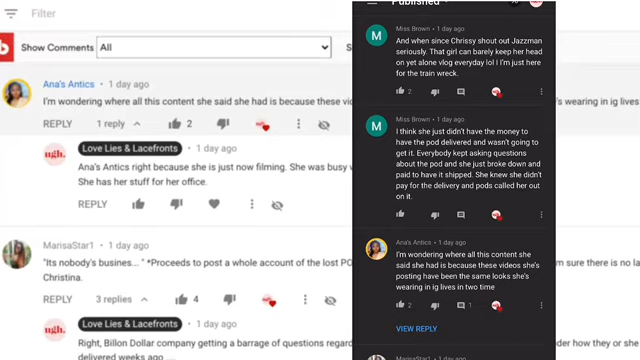 Filter
Show Comments All
Ana's Antics • 1 day ago
I'm wondering where all this content she said she had is because these
's wearing in ig lives
REPLY 1 reply 2
ugh.
Love Lies & Lacefronts • 1 day ago
Ana's Antics right because she is just now filming. She was busy
She has her stuff for her office.
REPLY
MarisaStar1 • 1 day ago
"Its nobody's busines... " *Proceeds to post a whole account of the lost
m sure there is no la
Christina.
REPLY 3 replies 4
ugh.
Love Lies & Lacefronts • 1 day ago
Right, Billon Dollar company getting a barrage of questions
der how they or she
delivered weeks ago ....
Published
M
Miss Brown • 1 day ago
And when since Chrissy shout out Jazzman
seriously. That girl can barely keep her head
on yet alone vlog everyday lol I I'm just here
for the train wreck.
2
M
Miss Brown • 1 day ago
I think she just didn't have the money to
have the pod delivered and wasn't going to
get it. Everybody kept asking questions
about the pod and she just broke down and
paid to have it shipped. She knew she didn't
pay for the delivery and pods called her out
on it.
Ana's Antics • 1 day ago
I'm wondering where all this content she
said she had is because these videos she's
posting have been the same looks she's
wearing in ig lives in two time
2 1
VIEW REPLY
MarisaStar1 • 1 day ago